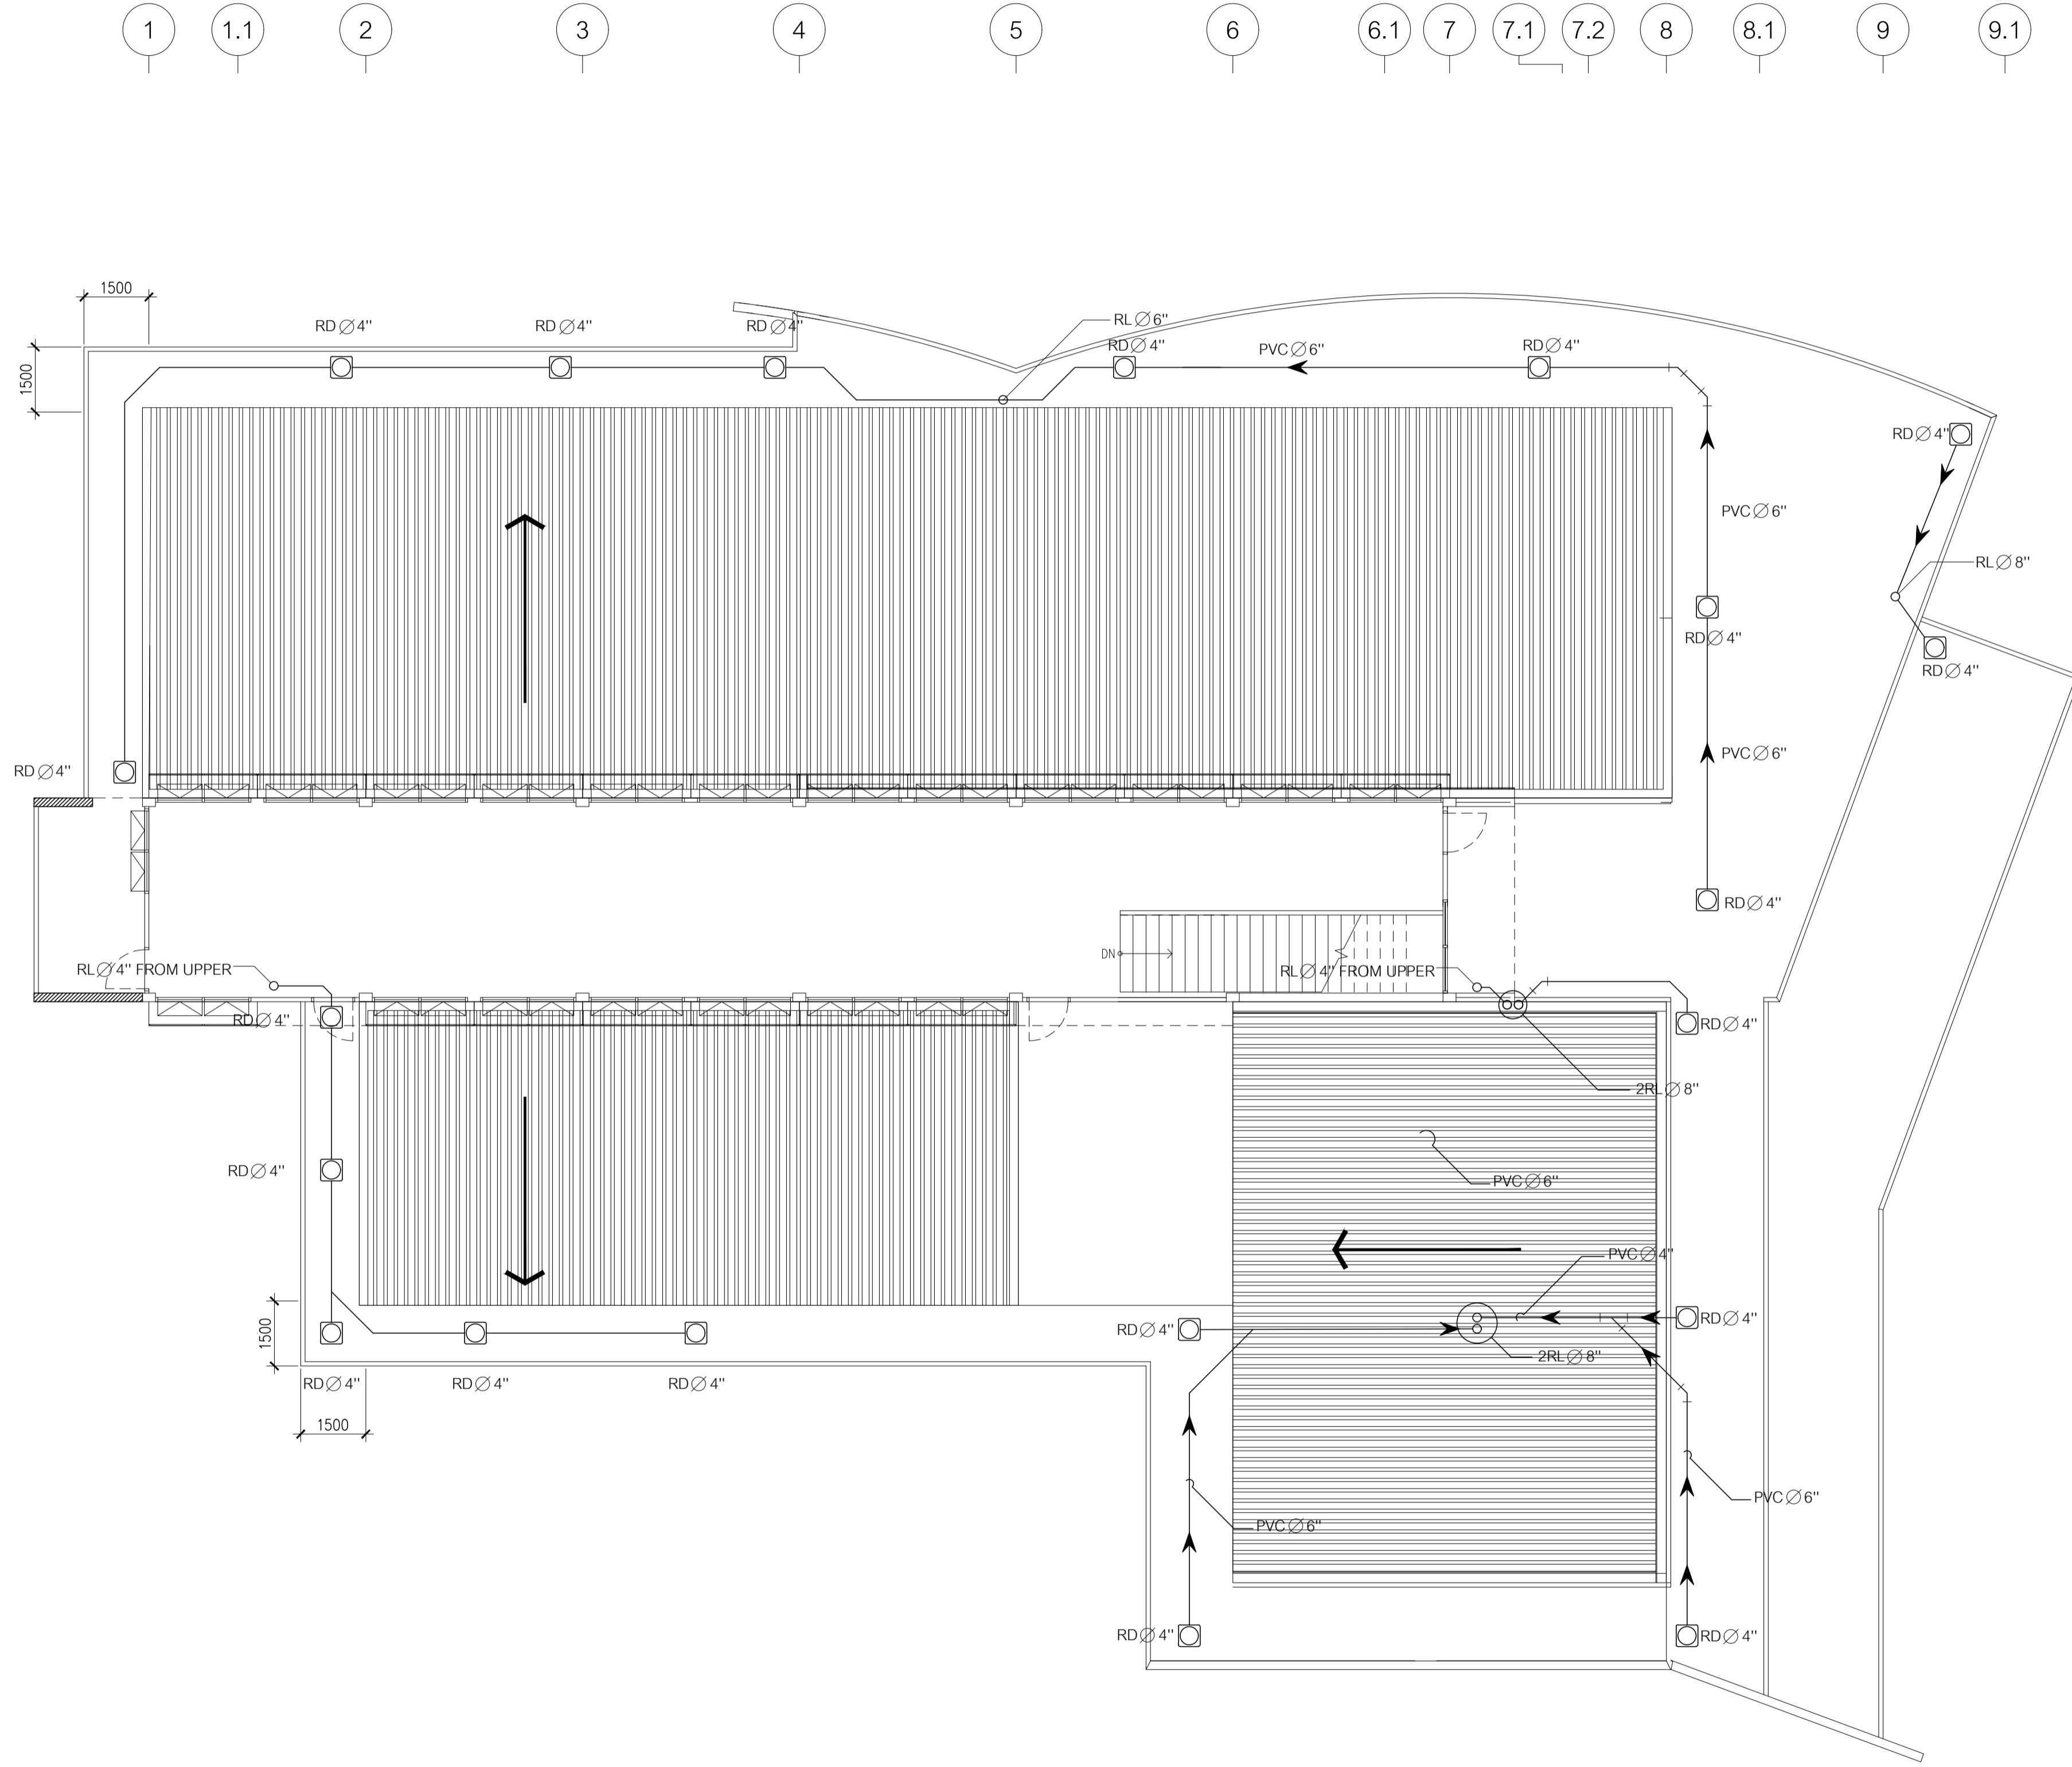 1 1.1 2 3 4 5 6 6.1 7 7.1 7.2 8 8.1 9 9.1
1500
RD∅4" RD∅4" RD∅4" RL∅6"
RD∅4" PVC∅6" RD∅4"
1500
RD∅4"
PVC∅6"
RL∅8"
RD∅4"
RD∅4"
PVC∅6"
RD∅4"
RD∅4"
DN
RL∅4" FROM UPPER
RL∅4" FROM UPPER
RD∅4"
RD∅4"
2RL∅8"
RD∅4"
PVC∅6"
PVC∅4"
RD∅4"
RD∅4"
1500
2RL∅8"
RD∅4" RD∅4" RD∅4"
1500
PVC∅6"
PVC∅6"
RD∅4"
RD∅4"